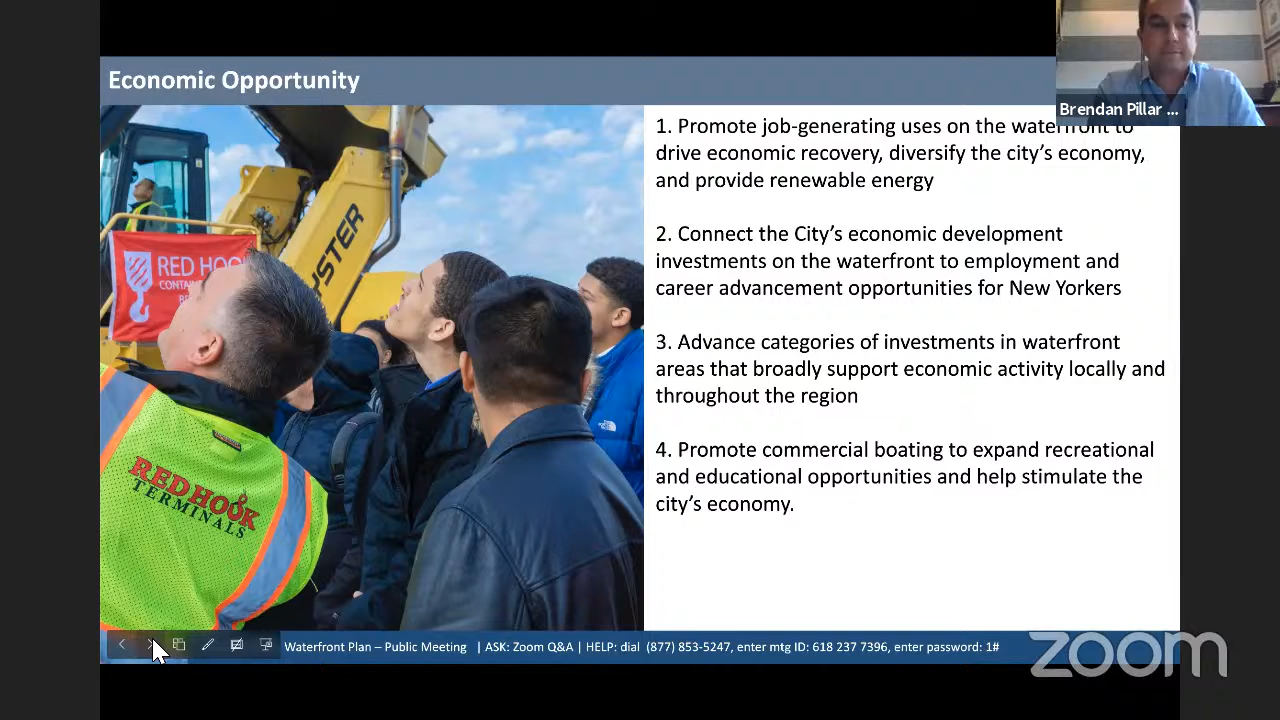 Economic Opportunity
Brendan Pillar ...
1. Promote job-generating uses on the waterfront to
drive economic recovery, diversify the city's economy,
and provide renewable energy
2. Connect the City's economic development
investments on the waterfront to employment and
career advancement opportunities for New Yorkers
3. Advance categories of investments in waterfront
areas that broadly support economic activity locally and
throughout the region
4. Promote commercial boating to expand recreational
and educational opportunities and help stimulate the
city's economy.
YSTER
RED HOO
CONTA
RED HOOK
TERMINALS
Waterfront Plan – Public Meeting | ASK: Zoom Q&A | HELP: dial (877) 853-5247, enter mtg ID: 618 237 7396, enter password: 1#
zoom